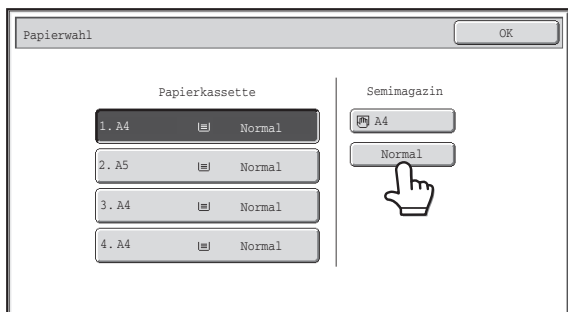 Papierwahl
OK
Papierkassette
1. A4 Normal
2. A5 Normal
3. A4 Normal
4. A4 Normal
Semimagazin
A4
Normal